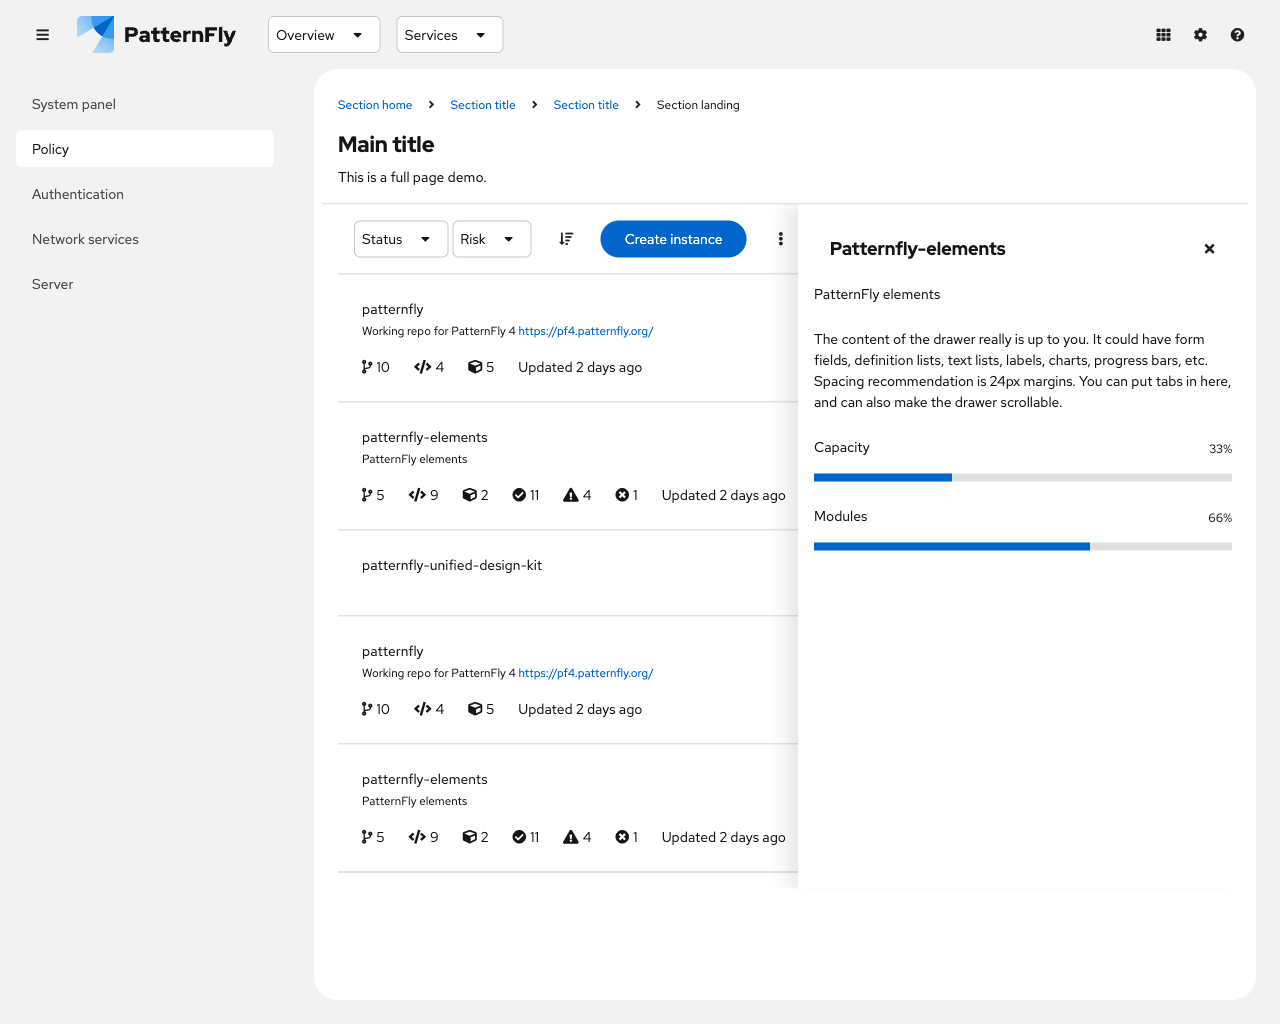 PatternFly
Overview
Services
System panel
Policy
Authentication
Network services
Server
Section home
Section title
Section title
Section landing
Main title
This is a full page demo.
Status
Risk
Create instance
patternfly
Working repo for PatternFly 4 https://pf4.patternfly.org/
10 4 5 Updated 2 days ago
patternfly-elements
PatternFly elements
5 9 2 11 4 1 Updated 2 days ago
patternfly-unified-design-kit
patternfly
Working repo for PatternFly 4 https://pf4.patternfly.org/
10 4 5 Updated 2 days ago
patternfly-elements
PatternFly elements
5 9 2 11 4 1 Updated 2 days ago
Patternfly-elements
PatternFly elements
The content of the drawer really is up to you. It could have form
fields, definition lists, text lists, labels, charts, progress bars, etc.
Spacing recommendation is 24px margins. You can put tabs in here,
and can also make the drawer scrollable.
Capacity 33%
Modules 66%